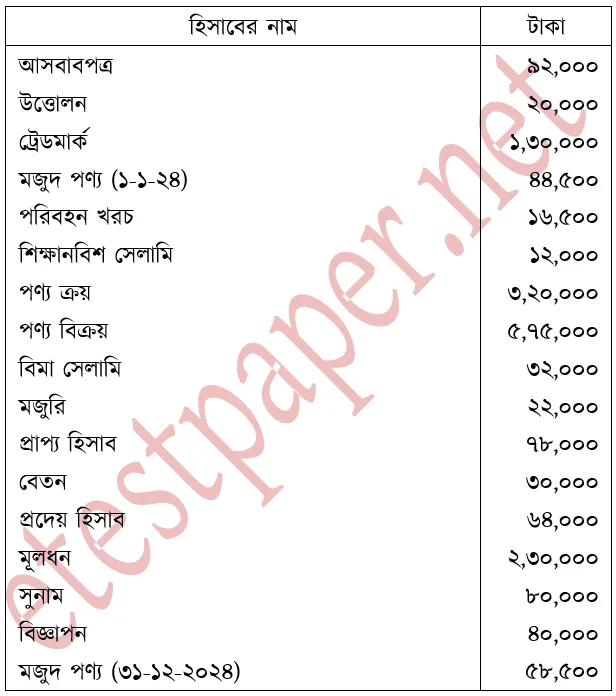 হিসাবের নাম টাকা
আসবাবপত্র ৯২,০০০
উত্তোলন ২০,০০০
ট্রেডমার্ক ১,৩০,০০০
মজুদ পণ্য (১-১-২৪) ৪৪,৫০০
পরিবহন খরচ ১৬,৫০০
শিক্ষানবিশ সেলামি ১২,০০০
পণ্য ক্রয় ৩,২০,০০০
পণ্য বিক্রয় ৫,৭৫,০০০
বিমা সেলামি ৩২,০০০
মজুরি ২২,০০০
প্রাপ্য হিসাব ৭৮,০০০
বেতন ৩০,০০০
প্রদেয় হিসাব ৬৪,০০০
মূলধন ২,৩০,০০০
সুনাম ৮০,০০০
বিজ্ঞাপন ৪০,০০০
মজুদ পণ্য (৩১-১২-২০২৪) ৫৮,৫০০
etestpaper.net